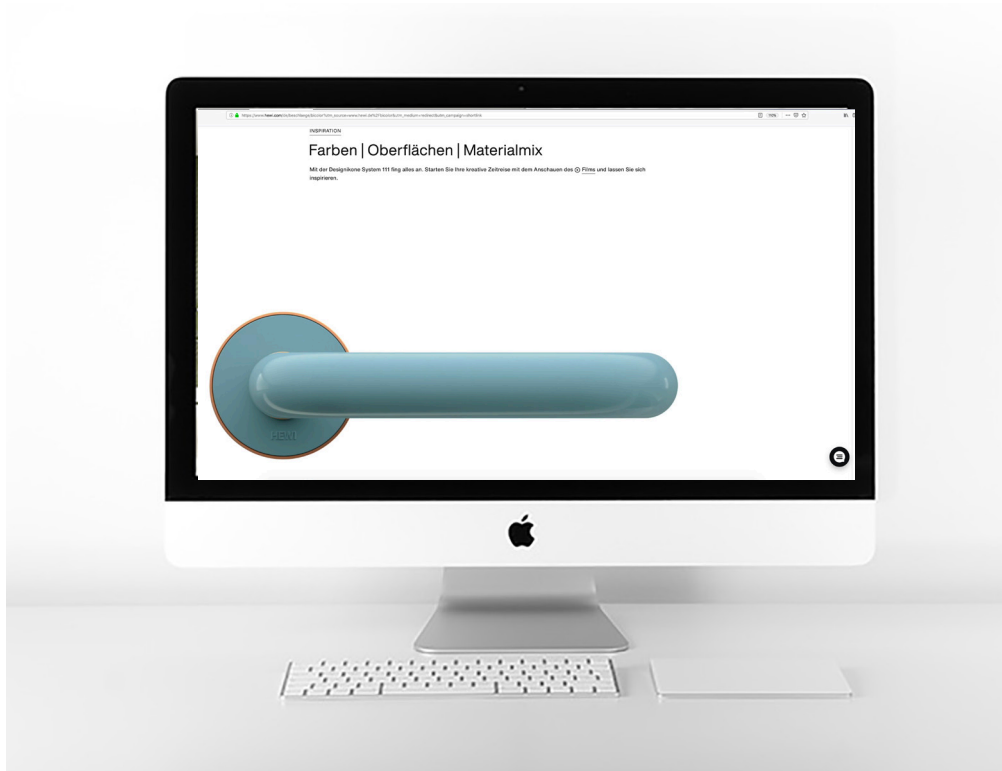 INSPIRATION
Farben | Oberflächen | Materialmix
Mit der Designikone System 111 fing alles an. Starten Sie Ihre kreative Zeitreise mit dem Anschauen des Films und lassen Sie sich
inspirieren.
HEWI